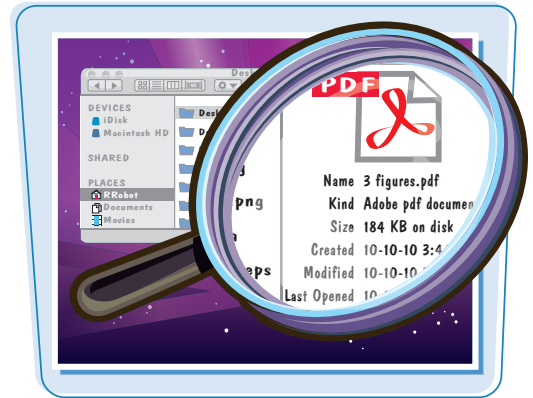 Desk
DEVICES
iDisk
Macintosh HD
SHARED
PLACES
RRobot
Documents
Movies
Desk
png
eps
PDF
Name 3 figures.pdf
Kind Adobe pdf documen
Size 184 KB on disk
Created 10-10-10 3:4
Modified 10-10-10
Last Opened 10